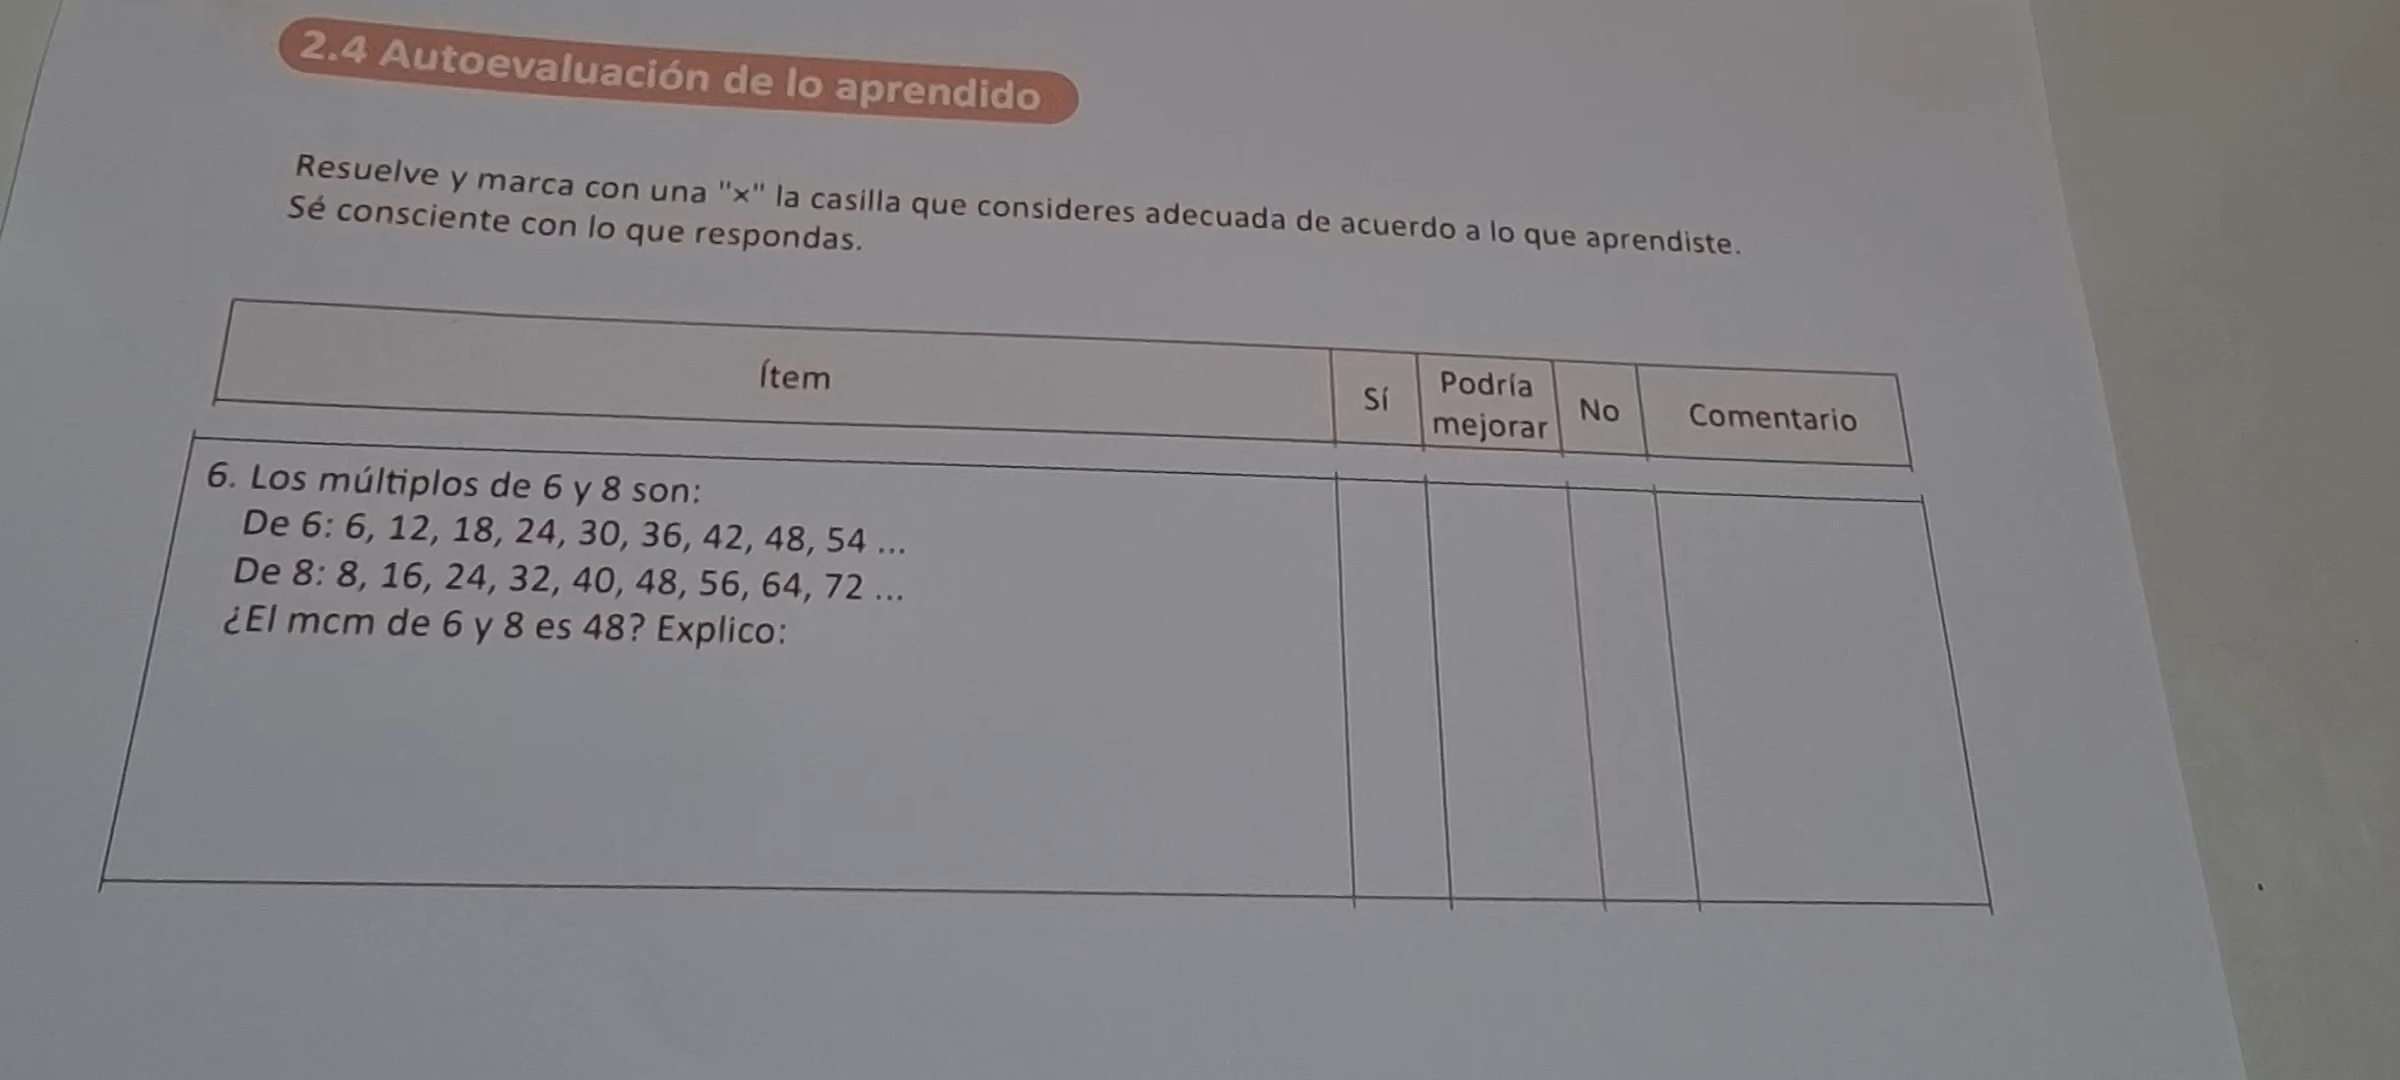 2.4 Autoevaluación de lo aprendido
Resuelve y marca con una "×" la casilla que consideres adecuada de acuerdo a lo que aprendiste.
Sé consciente con lo que respondas.
Ítem
Sí
Podría
mejorar
No
Comentario
6. Los múltiplos de 6 y 8 son:
De 6: 6, 12, 18, 24, 30, 36, 42, 48, 54 ...
De 8: 8, 16, 24, 32, 40, 48, 56, 64, 72 ...
¿El mcm de 6 y 8 es 48? Explico: